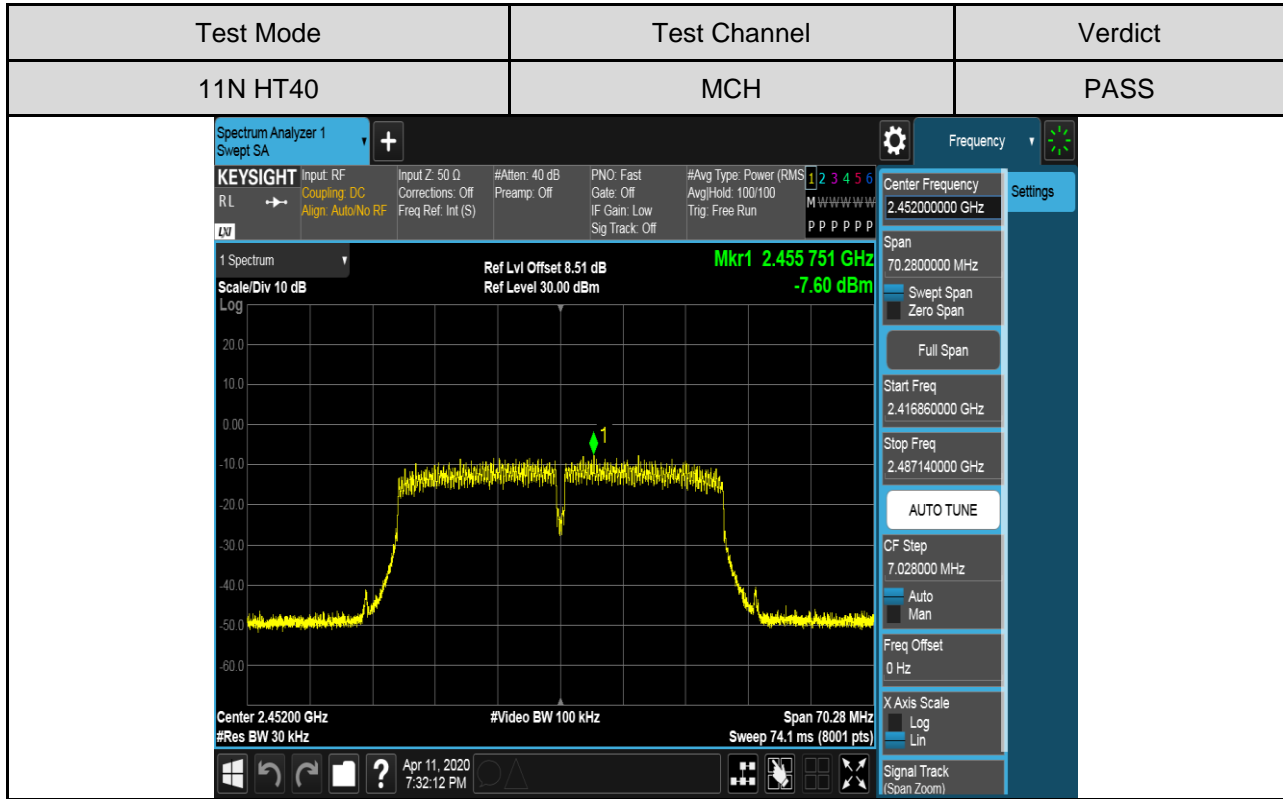 Test Mode Test Channel Verdict
11N HT40 MCH PASS
Spectrum Analyzer 1
Swept SA
+
Frequency
KEYSIGHT Input: RF Input Z: 50 Ω #Atten: 40 dB PNO: Fast #Avg Type: Power (RMS 1 2 3 4 5 6
RL Coupling: DC Corrections: Off Preamp: Off Gate: Off Avg|Hold: 100/100 M W W W W W
Align: Auto/No RF Freq Ref: Int (S) IF Gain: Low Trig: Free Run
LXI Sig Track: Off P P P P P P
1 Spectrum
Ref Lvl Offset 8.51 dB
Mkr1 2.455 751 GHz
Scale/Div 10 dB Ref Level 30.00 dBm -7.60 dBm
Log
20.0
10.0
0.00
1
-10.0
-20.0
-30.0
-40.0
-50.0
-60.0
Center 2.45200 GHz #Video BW 100 kHz Span 70.28 MHz
#Res BW 30 kHz Sweep 74.1 ms (8001 pts)
?
Apr 11, 2020
7:32:12 PM
Center Frequency
2.452000000 GHz
Settings
Span
70.2800000 MHz
Swept Span
Zero Span
Full Span
Start Freq
2.416860000 GHz
Stop Freq
2.487140000 GHz
AUTO TUNE
CF Step
7.028000 MHz
Auto
Man
Freq Offset
0 Hz
X Axis Scale
Log
Lin
Signal Track
(Span Zoom)